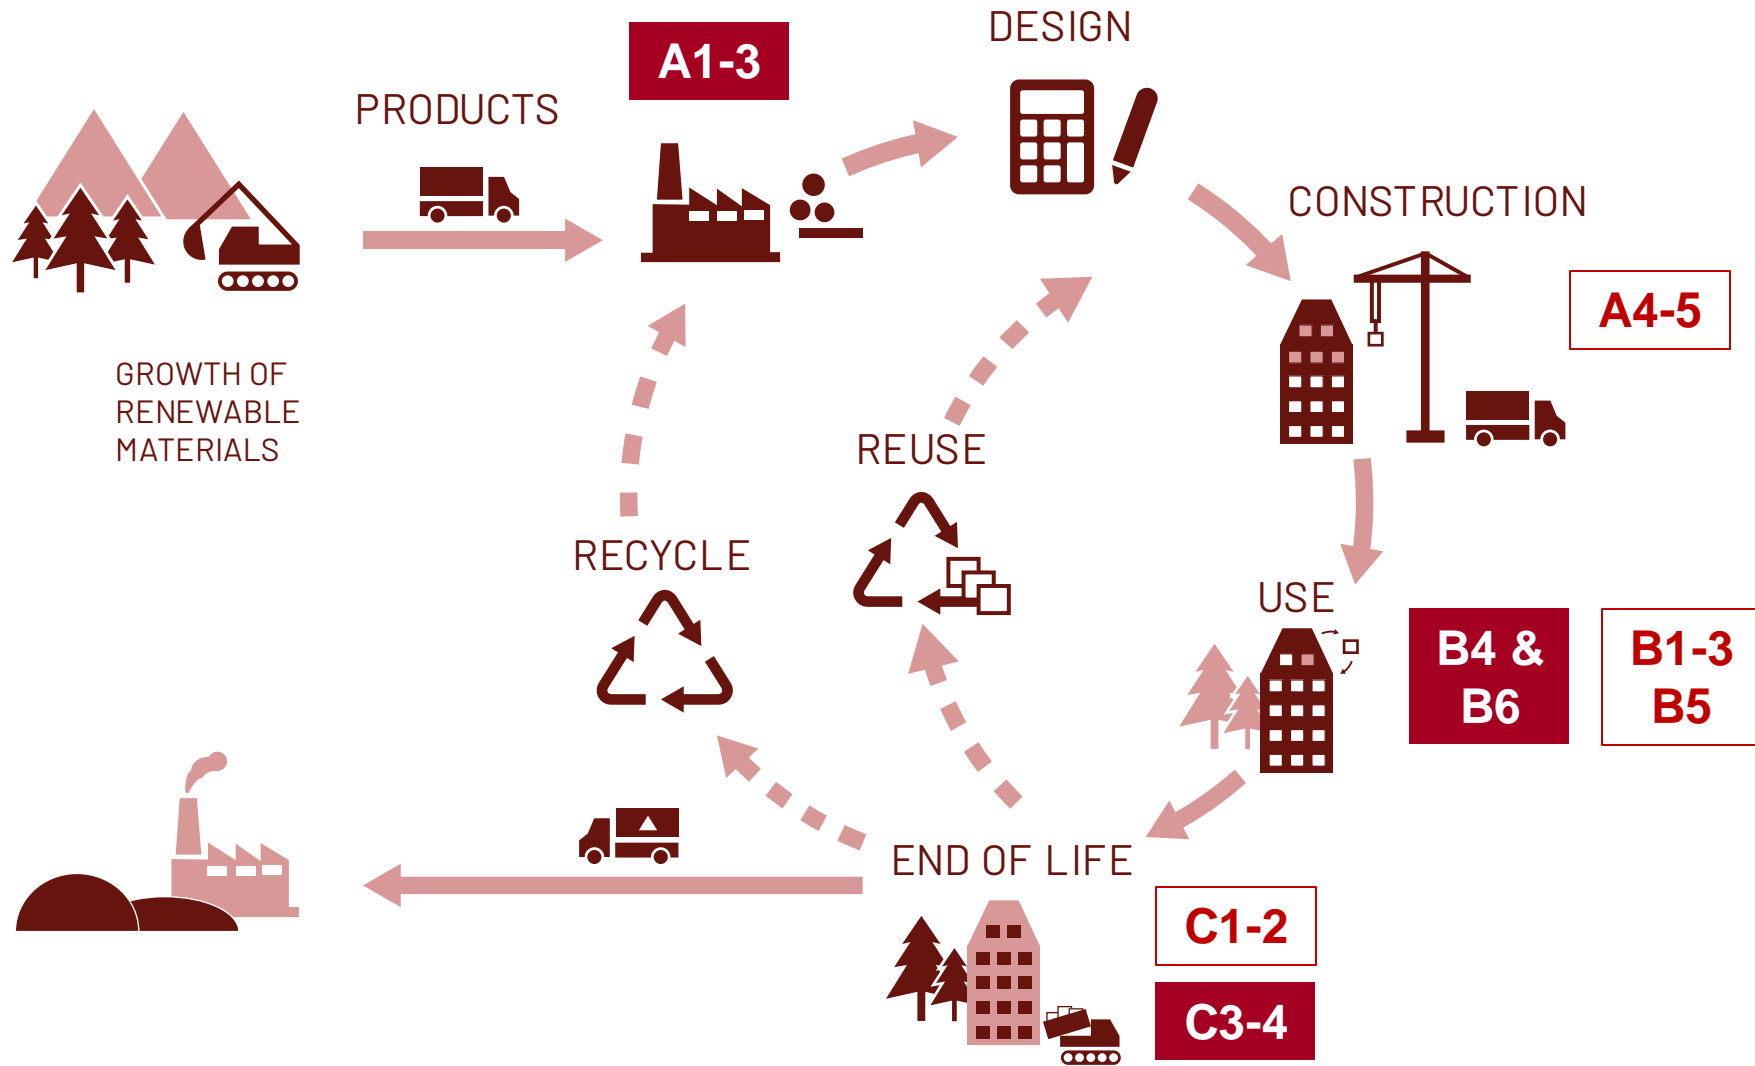 DESIGN
A1-3
PRODUCTS
CONSTRUCTION
A4-5
GROWTH OF
RENEWABLE
MATERIALS
REUSE
RECYCLE
USE
B4 &
B6
B1-3
B5
END OF LIFE
C1-2
C3-4